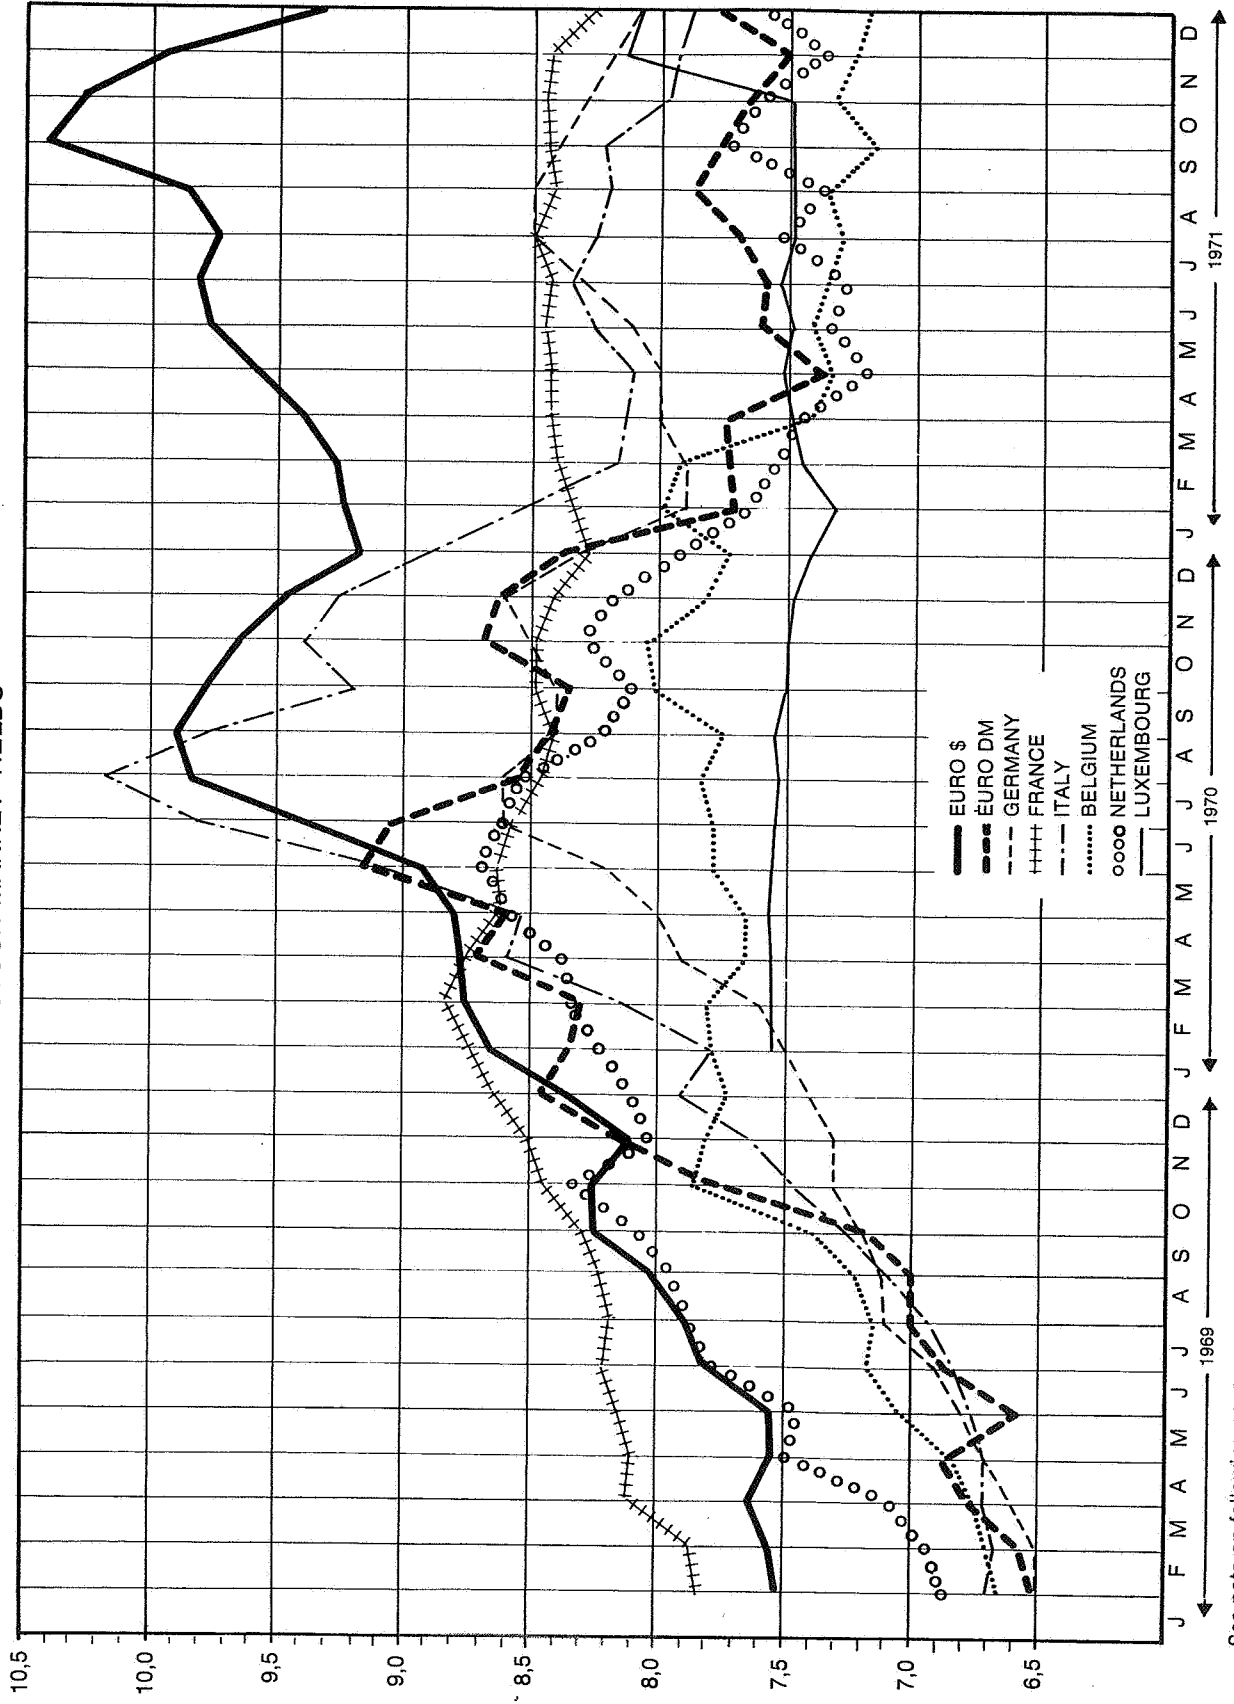 10,5
10,0
9,5
9,0
8,5
8,0
7,5
7,0
6,5
EURO $
EURO DM
GERMANY
FRANCE
ITALY
BELGIUM
NETHERLANDS
LUXEMBOURG
J F M A M J J A S O N D J F M A M J J A S O N D J F M A M J J A S O N D
1969 1970 1971